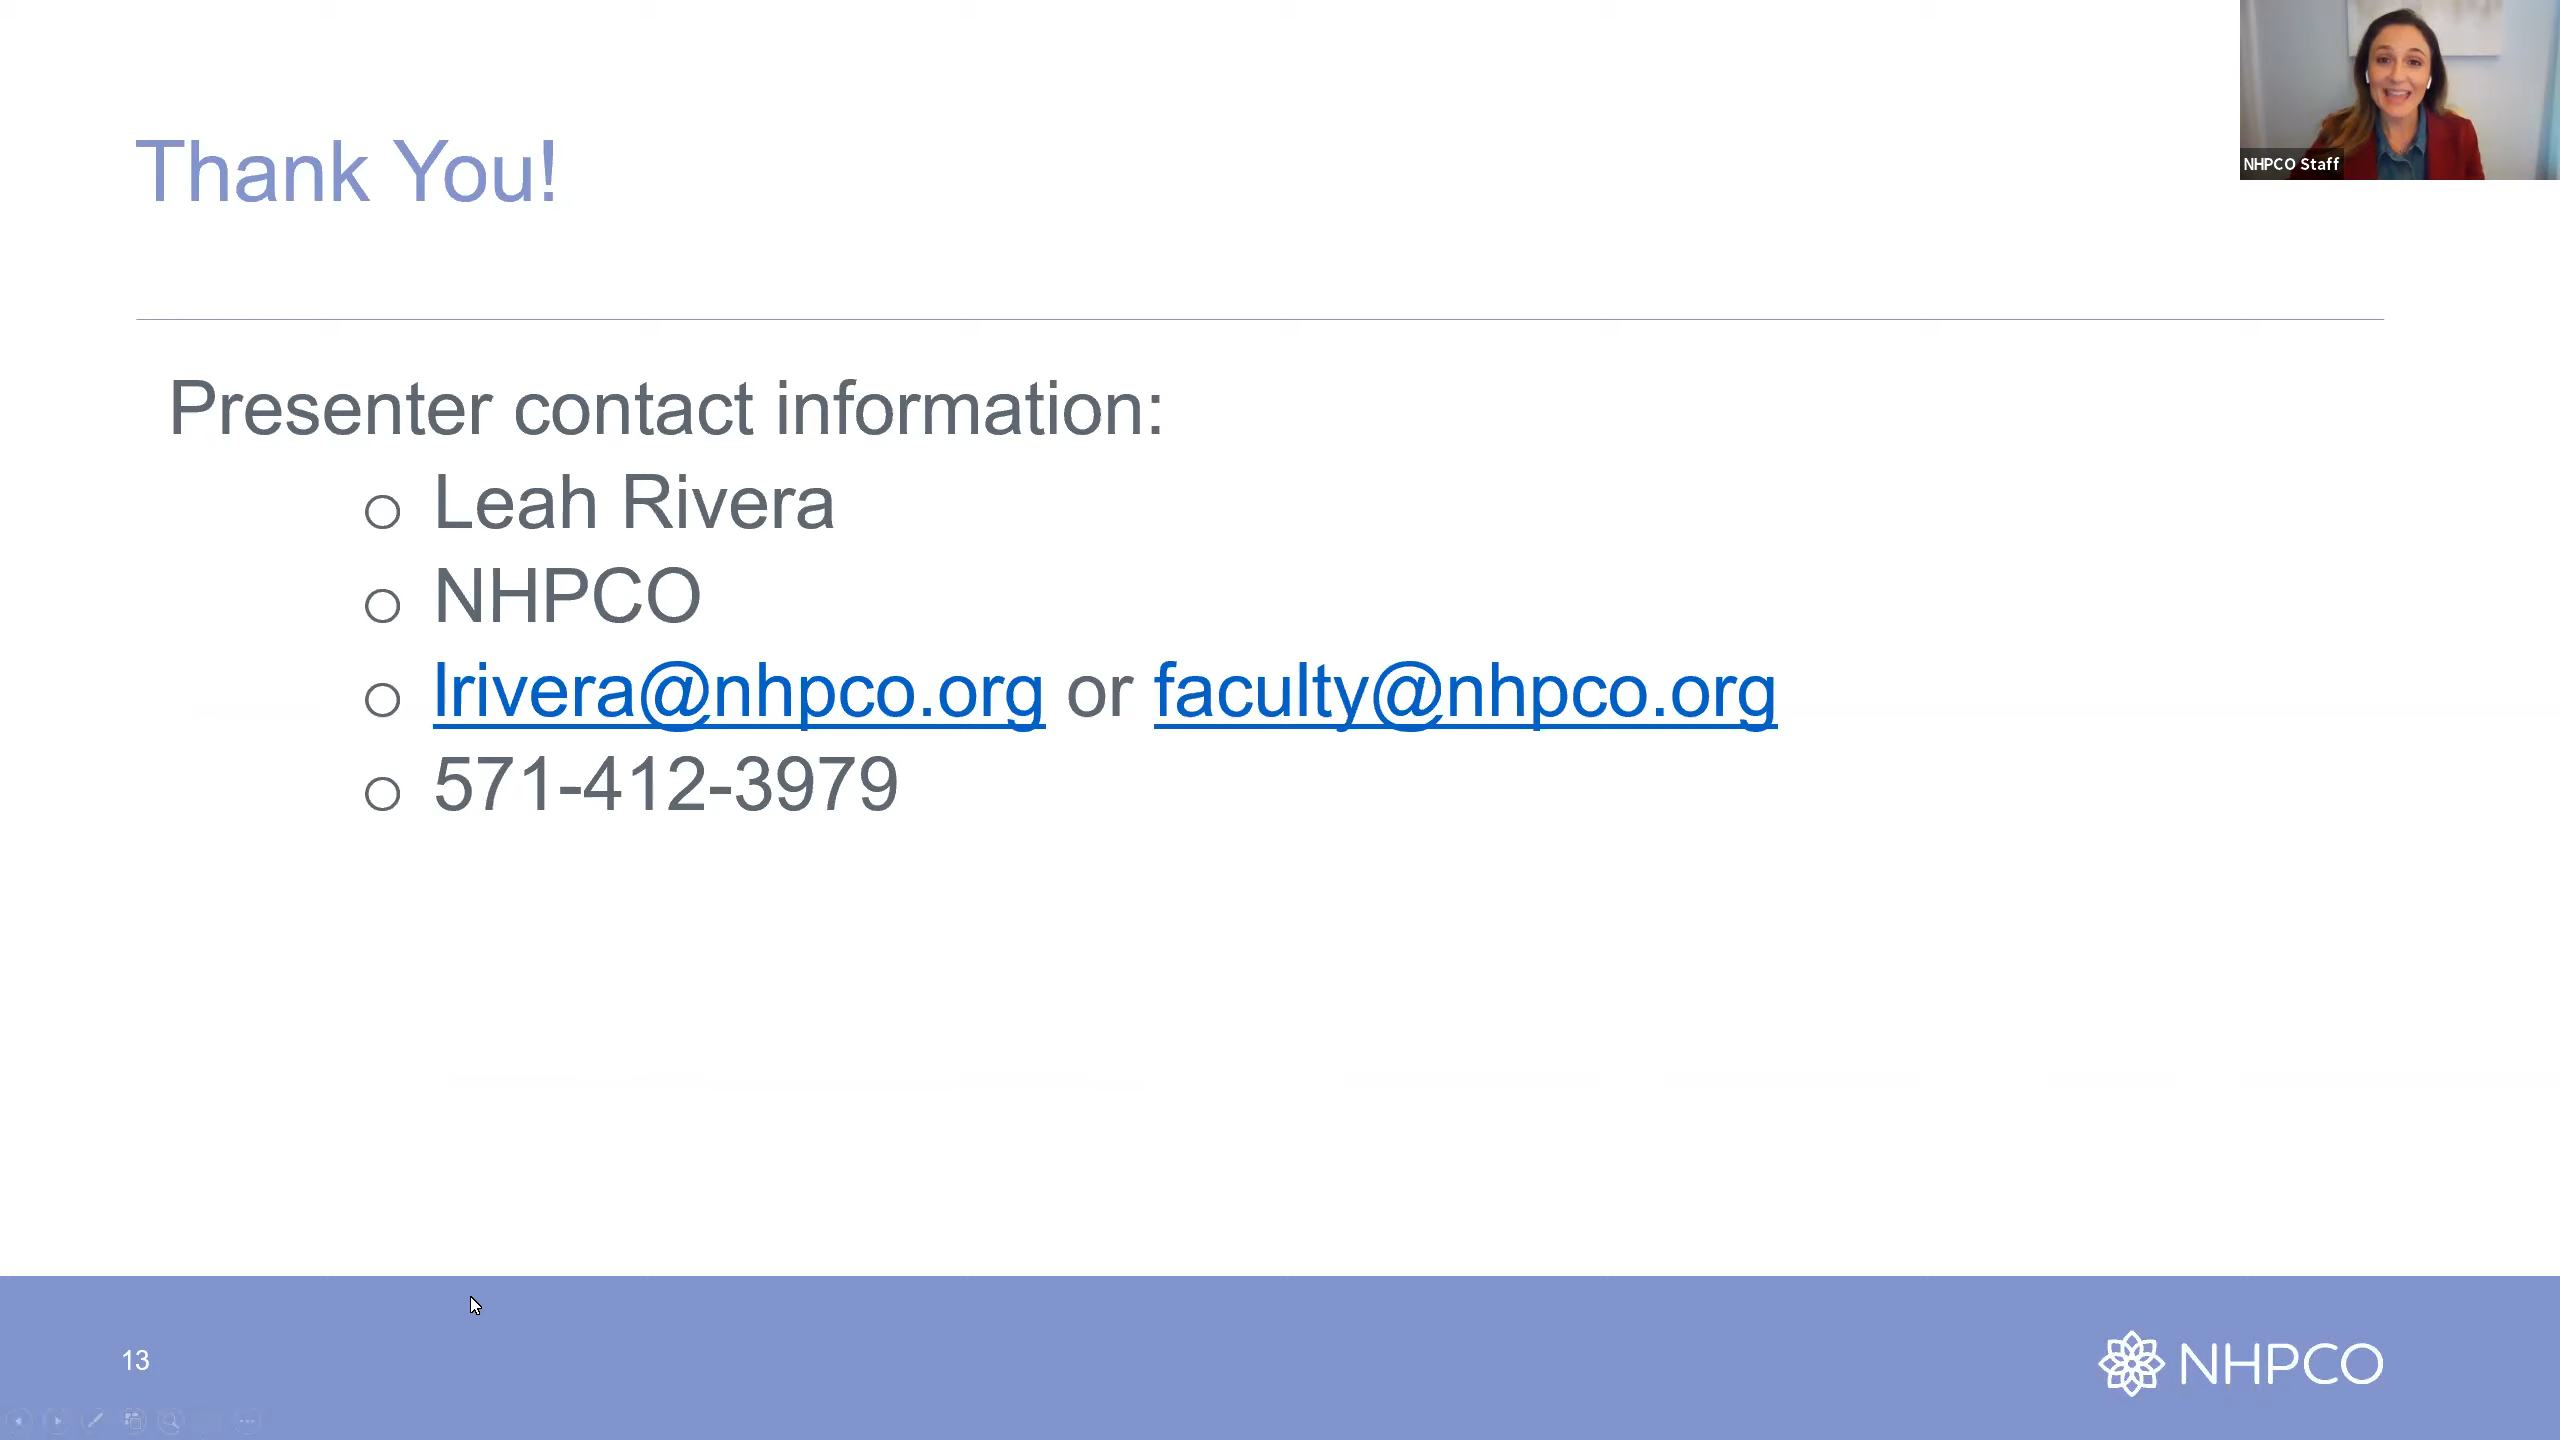 NHPCO Staff
Thank You!
Presenter contact information:
Leah Rivera
NHPCO
lrivera@nhpco.org or faculty@nhpco.org
571-412-3979
13
NHPCO